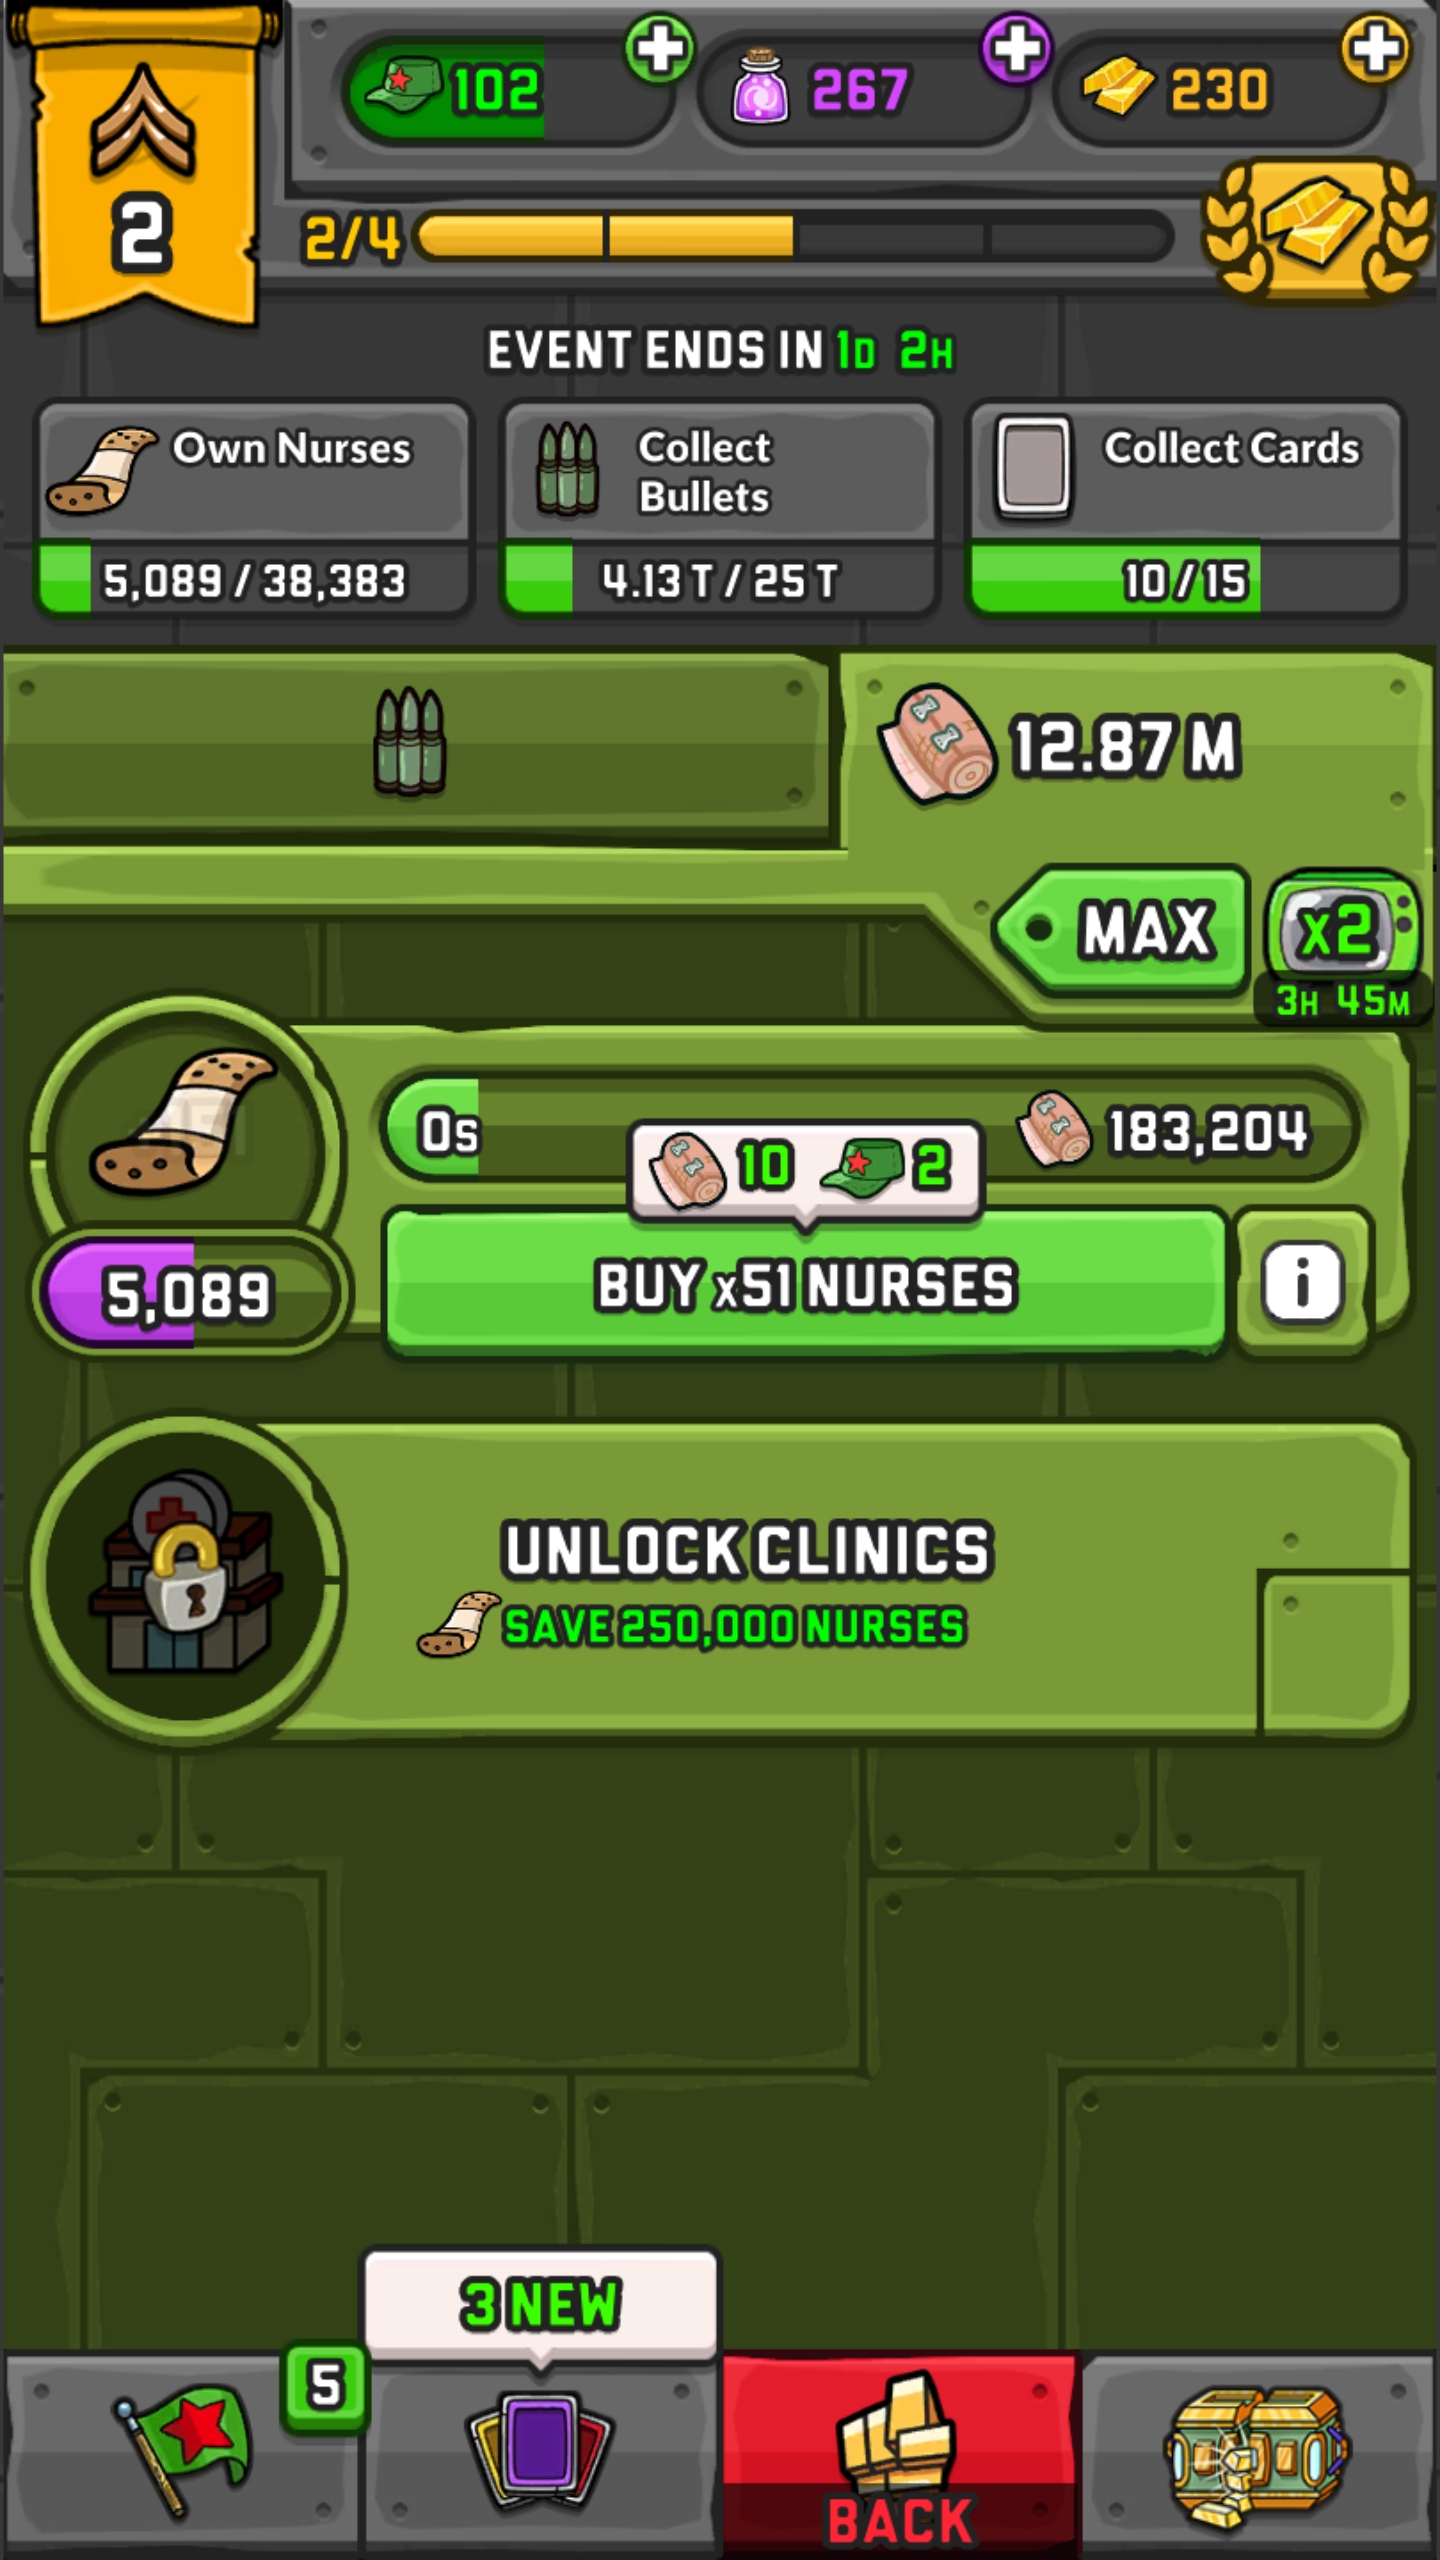 102
267
230
2
2/4
EVENT ENDS IN 1D 2H
Own Nurses
5,089 / 38,383
Collect
Bullets
4.13 T / 25 T
Collect Cards
10 / 15
12.87 M
MAX
x2
3H 45M
0s
183,204
10
2
5,089
BUY x51 NURSES
i
UNLOCK CLINICS
SAVE 250,000 NURSES
3 NEW
5
BACK